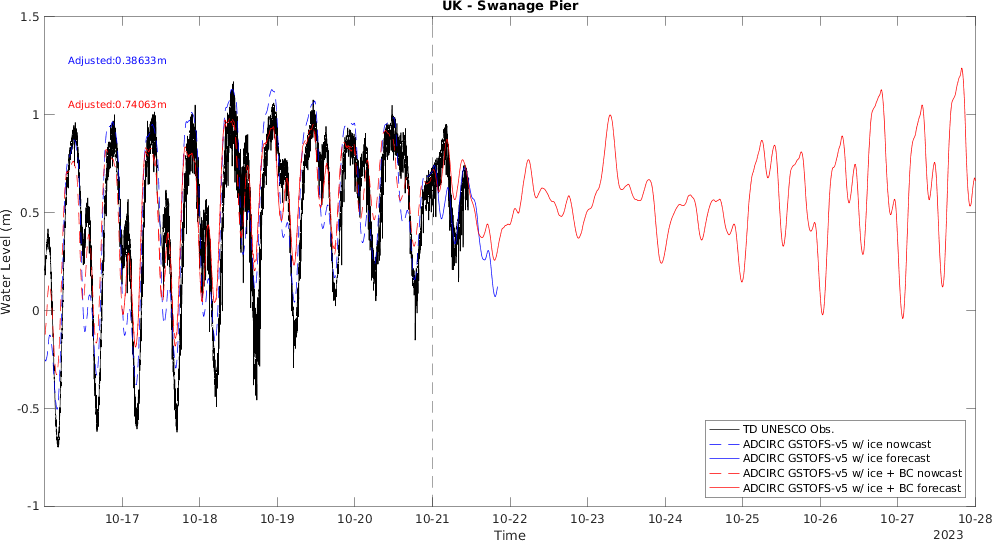 UK - Swanage Pier
1.5
Adjusted:0.38633m
Adjusted:0.74063m
1
0.5
0
-0.5
-1
Water Level (m)
TD UNESCO Obs.
ADCIRC GSTOFS-v5 w/ ice nowcast
ADCIRC GSTOFS-v5 w/ ice forecast
ADCIRC GSTOFS-v5 w/ ice + BC nowcast
ADCIRC GSTOFS-v5 w/ ice + BC forecast
10-17 10-18 10-19 10-20 10-21 10-22 10-23 10-24 10-25 10-26 10-27 10-28
Time
2023